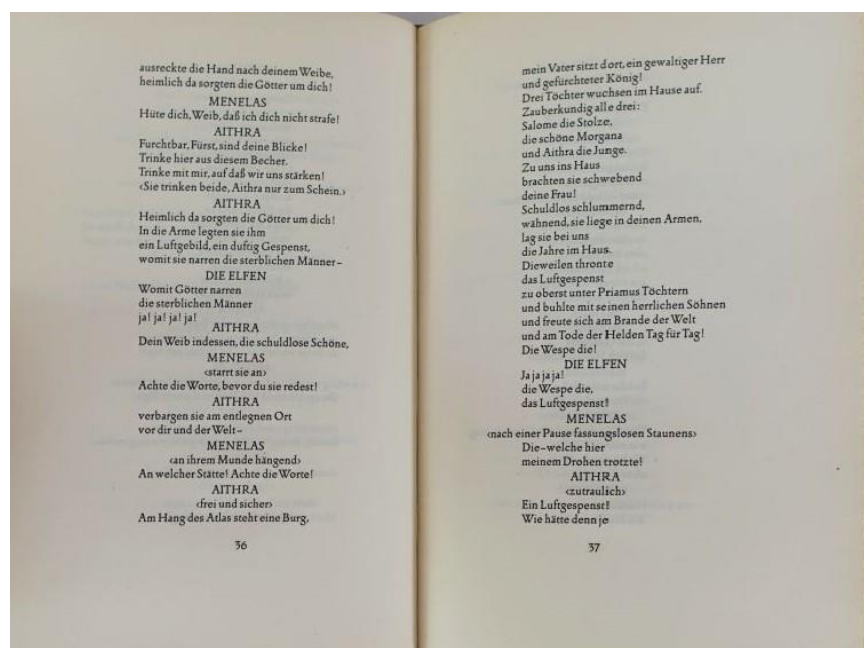 ausreckte die Hand nach deinem Weibe,
heimlich da sorgten die Götter um dich!
MENELAS
Hüte dich, Weib, daß ich dich nicht strafe!
AITHRA
Furchtbar, Fürst, sind deine Blicke!
Trinke hier aus diesem Becher.
Trinke mit mir, auf daß wir uns stärken!
‹Sie trinken beide, Aithra nur zum Schein.›
AITHRA
Heimlich da sorgten die Götter um dich!
In die Arme legten sie ihm
ein Luftgebild, ein duftig Gespenst,
womit sie narren die sterblichen Männer–
DIE ELFEN
Womit Götter narren
die sterblichen Männer
ja! ja! ja! ja!
AITHRA
Dein Weib indessen, die schuldlose Schöne,
MENELAS
‹starrt sie an›
Achte die Worte, bevor du sie redest!
AITHRA
verbargen sie am entlegnen Ort
vor dir und der Welt–
MENELAS
‹an ihrem Munde hängend›
An welcher Stätte! Achte die Worte!
AITHRA
‹frei und sicher›
Am Hang des Atlas steht eine Burg,
36
mein Vater sitzt dort, ein gewaltiger Herr
und gefürchteter König!
Drei Töchter wuchsen im Hause auf.
Zauberkundig alle drei:
Salome die Stolze,
die schöne Morgana
und Aithra die Junge.
Zu uns ins Haus
brachten sie schwebend
deine Frau!
Schuldlos schlummernd,
wähnend, sie liege in deinen Armen,
lag sie bei uns
die Jahre im Haus.
Dieweilen thronte
das Luftgespenst
zu oberst unter Priamus Töchtern
und buhlte mit seinen herrlichen Söhnen
und freute sich am Brande der Welt
und am Tode der Helden Tag für Tag!
Die Wespe die!
DIE ELFEN
Ja ja ja ja!
die Wespe die,
das Luftgespenst!
MENELAS
‹nach einer Pause fassungslosen Staunens›
Die–welche hier
meinem Drohen trotzte!
AITHRA
‹zutraulich›
Ein Luftgespenst!
Wie hätte denn je
37